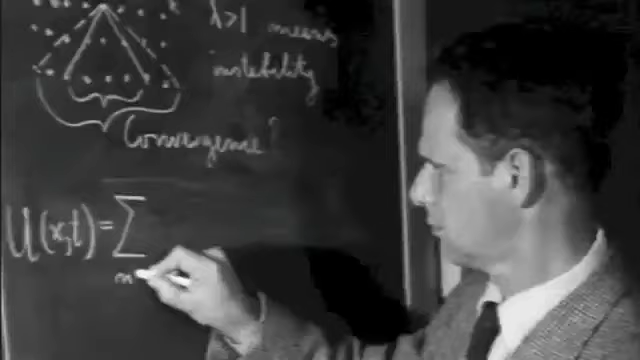 λ>1 means
instability
Convergence?
U(x,t)=∑
n